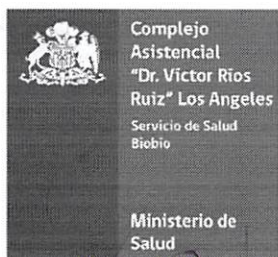 Complejo
Asistencial
"Dr. Víctor Ríos
Ruiz" Los Angeles
Servicio de Salud
Biobío
Ministerio de
Salud